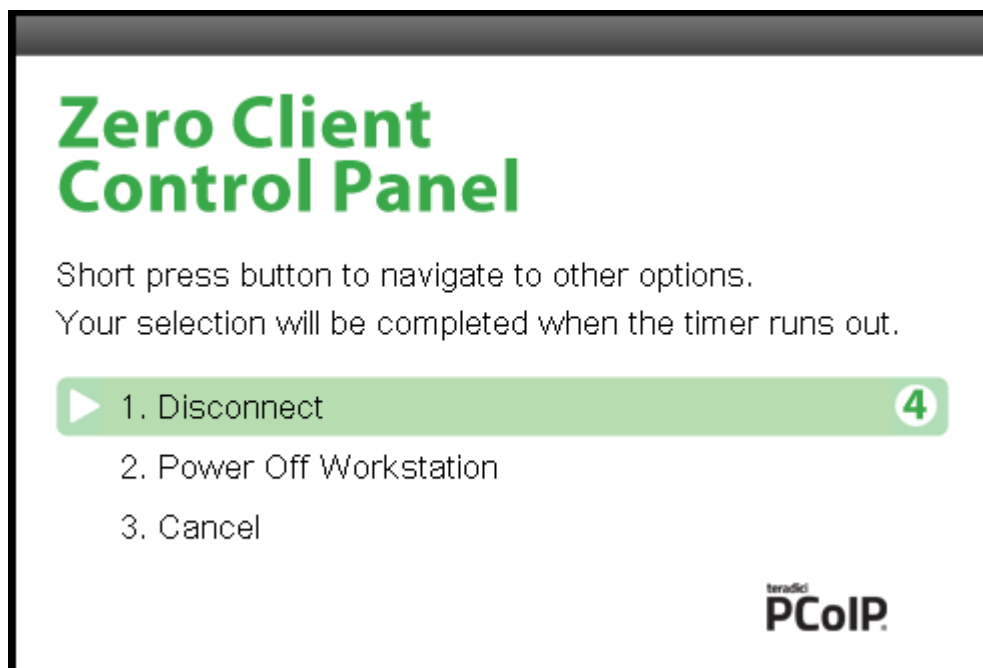 Zero Client
Control Panel
Short press button to navigate to other options.
Your selection will be completed when the timer runs out.
1. Disconnect 4
2. Power Off Workstation
3. Cancel
teradici
PCoIP®